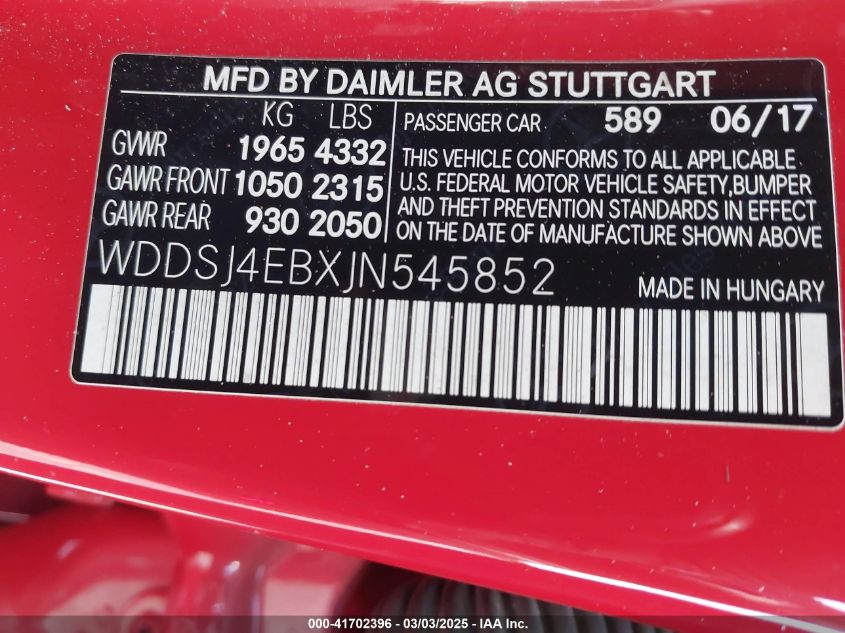 MFD BY DAIMLER AG STUTTGART
KG LBS
GVWR 1965 4332
GAWR FRONT 1050 2315
GAWR REAR 930 2050
PASSENGER CAR 589 06/17
THIS VEHICLE CONFORMS TO ALL APPLICABLE
U.S. FEDERAL MOTOR VEHICLE SAFETY,BUMPER
AND THEFT PREVENTION STANDARDS IN EFFECT
ON THE DATE OF MANUFACTURE SHOWN ABOVE
WDDSJ4EBXJN545852
MADE IN HUNGARY
000-41702396 - 03/03/2025 - IAA Inc.